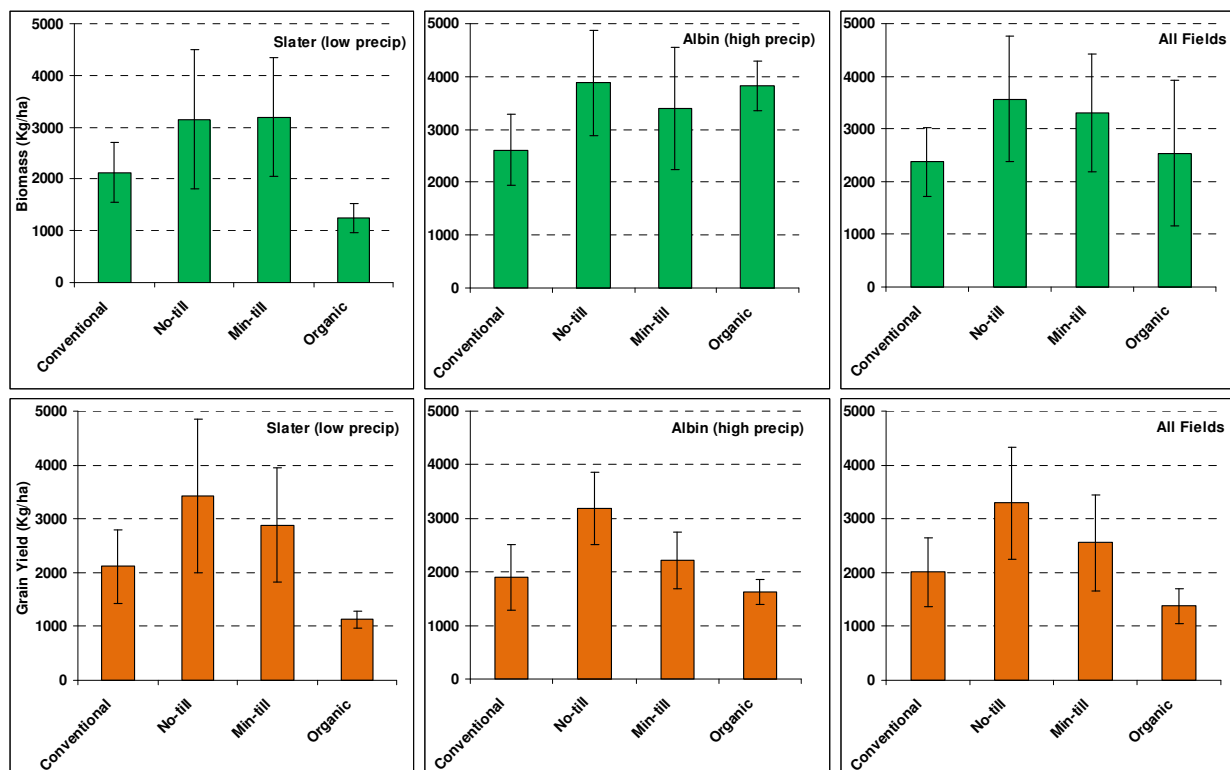 Slater (low precip)
Biomass (Kg/ha)
5000
4000
3000
2000
1000
0
Conventional
No-till
Min-till
Organic
Albin (high precip)
5000
4000
3000
2000
1000
0
Conventional
No-till
Min-till
Organic
All Fields
5000
4000
3000
2000
1000
0
Conventional
No-till
Min-till
Organic
Slater (low precip)
Grain Yield (Kg/ha)
5000
4000
3000
2000
1000
0
Conventional
No-till
Min-till
Organic
Albin (high precip)
5000
4000
3000
2000
1000
0
Conventional
No-till
Min-till
Organic
All Fields
5000
4000
3000
2000
1000
0
Conventional
No-till
Min-till
Organic